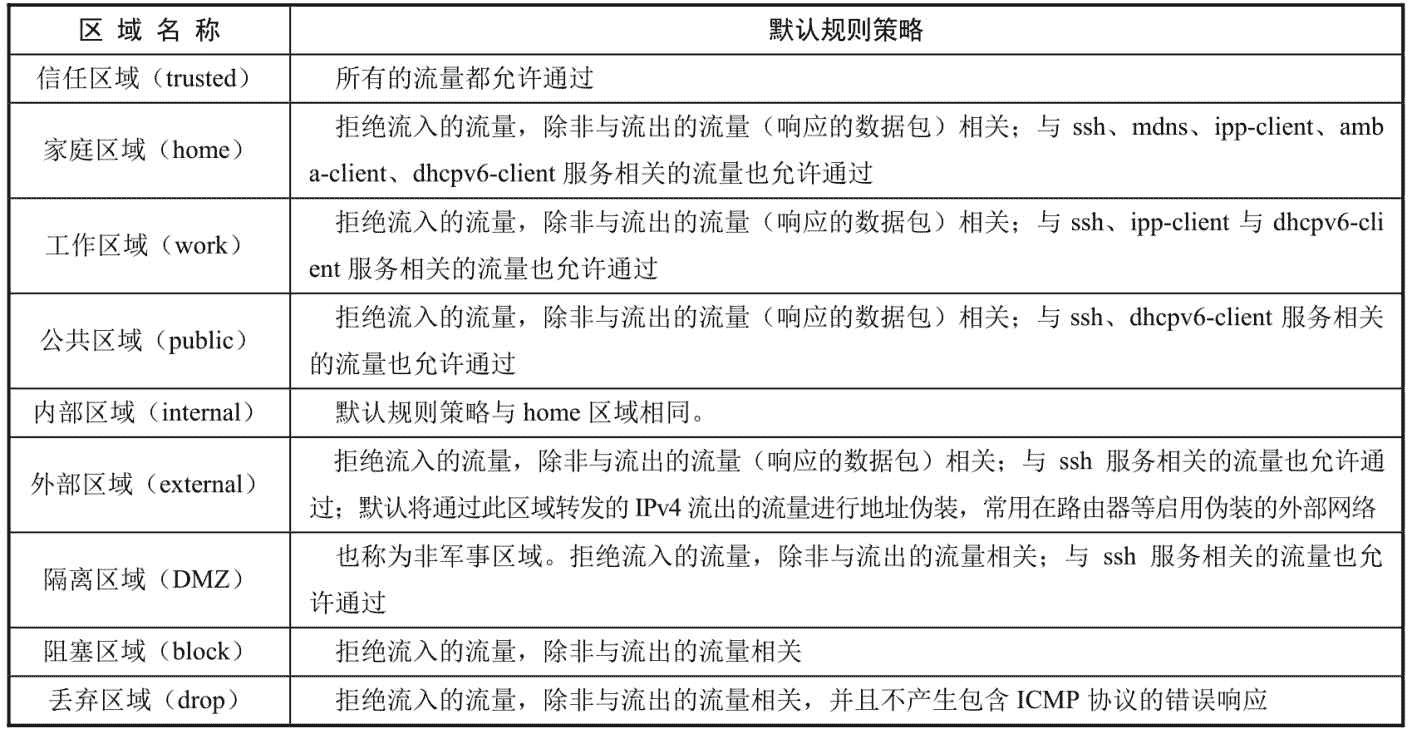 区域名称 默认规则策略
信任区域（trusted） 所有的流量都允许通过
家庭区域（home）
拒绝流入的流量，除非与流出的流量（响应的数据包）相关；与 ssh、mdns、ipp-client、amb
a-client、dhcpv6-client 服务相关的流量也允许通过
工作区域（work）
拒绝流入的流量，除非与流出的流量（响应的数据包）相关；与 ssh、ipp-client 与 dhcpv6-cli
ent 服务相关的流量也允许通过
公共区域（public）
拒绝流入的流量，除非与流出的流量（响应的数据包）相关；与 ssh、dhcpv6-client 服务相关
的流量也允许通过
内部区域（internal） 默认规则策略与 home 区域相同。
外部区域（external）
拒绝流入的流量，除非与流出的流量（响应的数据包）相关；与 ssh 服务相关的流量也允许通
过；默认将通过此区域转发的 IPv4 流出的流量进行地址伪装，常用在路由器等启用伪装的外部网络
隔离区域（DMZ）
也称为非军事区域。拒绝流入的流量，除非与流出的流量相关；与 ssh 服务相关的流量也允
许通过
阻塞区域（block） 拒绝流入的流量，除非与流出的流量相关
丢弃区域（drop） 拒绝流入的流量，除非与流出的流量相关，并且不产生包含 ICMP 协议的错误响应